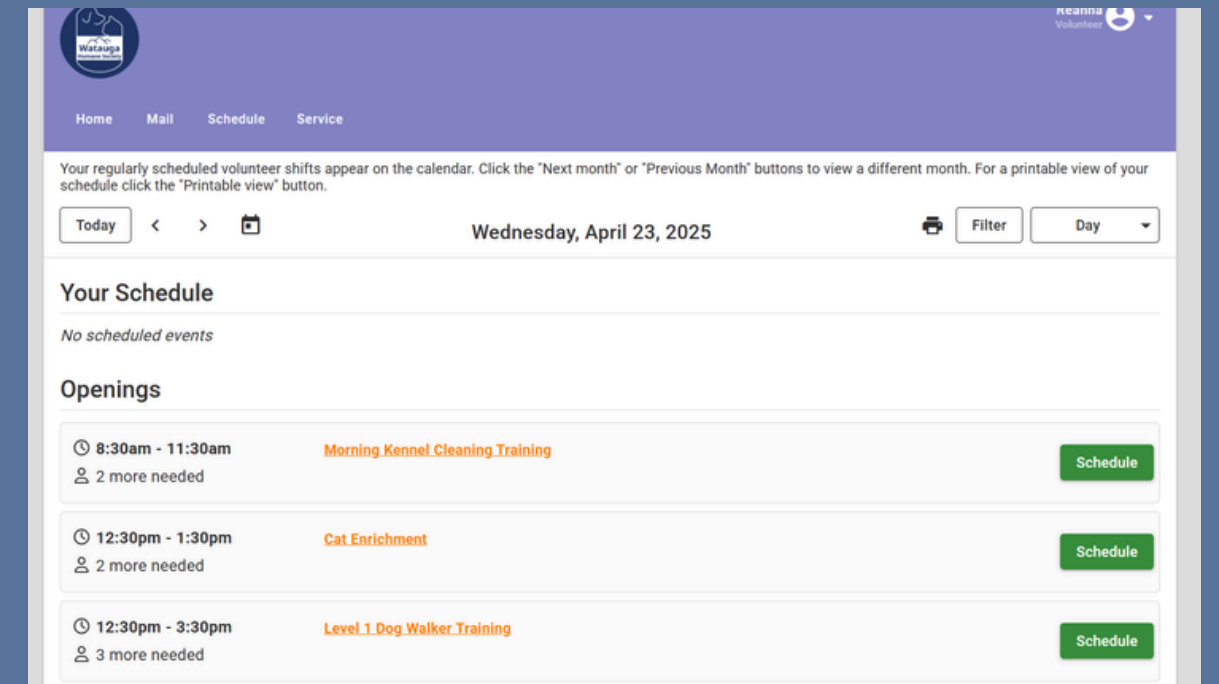 Watauga
Humane Society
Reanna
Volunteer
Home Mail Schedule Service
Your regularly scheduled volunteer shifts appear on the calendar. Click the "Next month" or "Previous Month" buttons to view a different month. For a printable view of your
schedule click the "Printable view" button.
Today Wednesday, April 23, 2025 Filter Day
Your Schedule
No scheduled events
Openings
8:30am - 11:30am Morning Kennel Cleaning Training Schedule
2 more needed
12:30pm - 1:30pm Cat Enrichment Schedule
2 more needed
12:30pm - 3:30pm Level 1 Dog Walker Training Schedule
3 more needed